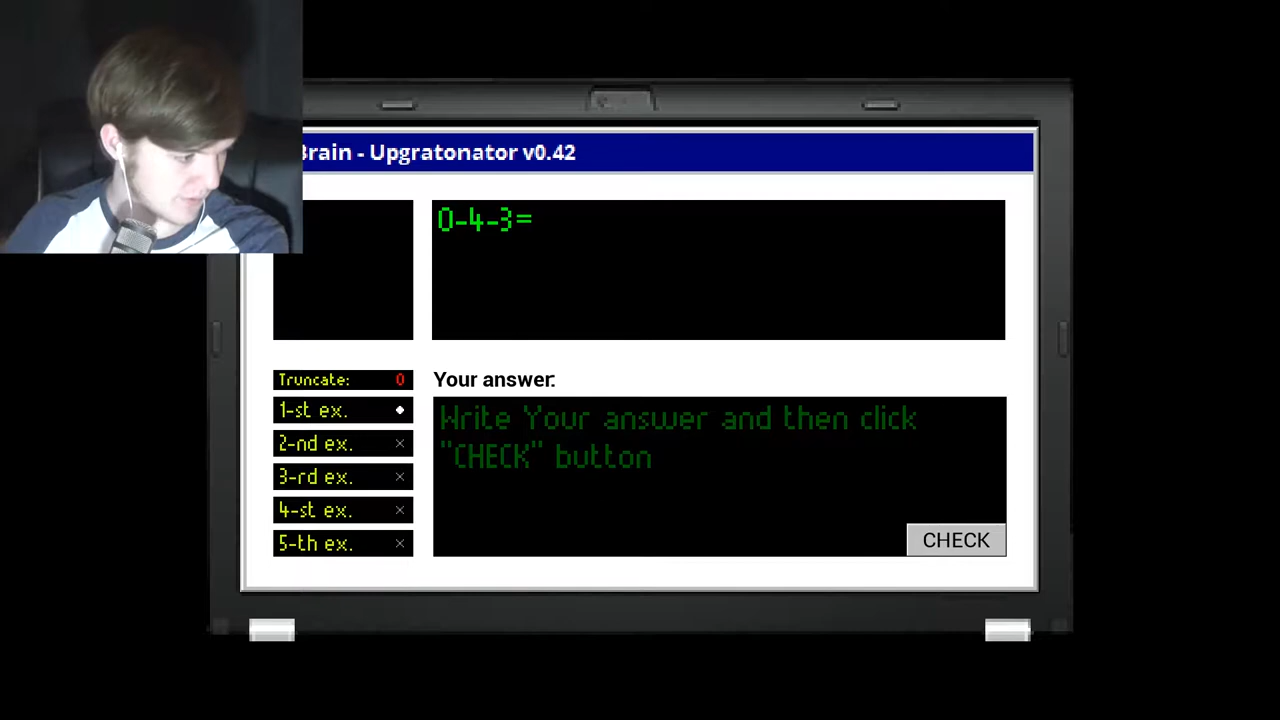 Brain - Upgratonator v0.42
0-4-3=
Truncate: 0
1-st ex.
2-nd ex. ×
3-rd ex. ×
4-st ex. ×
5-th ex. ×
Your answer:
Write Your answer and then click
"CHECK" button
CHECK